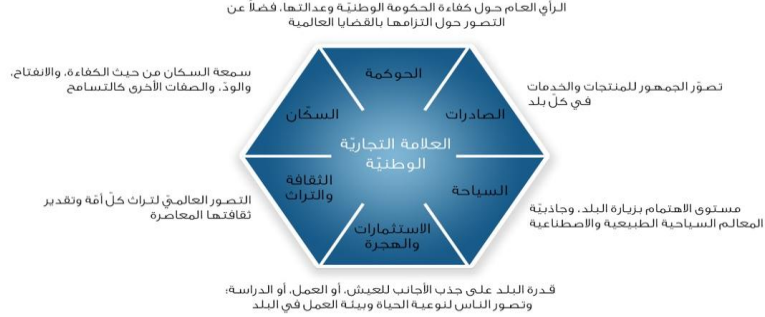 الرأي العام حول كفاءة الحكومة الوطنيّة وعدالتها، فضلاً عن
التصور حول التزامها بالقضايا العالمية
الحوكمة
تصوّر الجمهور للمنتجات والخدمات
في كلّ بلد
الصادرات
سمعة السكان من حيث الكفاءة، والانفتاح،
والودّ، والصفات الأخرى كالتسامح
السكّان
العلامة التجاريّة
الوطنيّة
السياحة
مستوى الاهتمام بزيارة البلد، وجاذبيّة
المعالم السياحية الطبيعية والاصطناعية
الثقافة
والتراث
التصور العالميّ لتراث كلّ أمّة وتقدير
ثقافتها المعاصرة
الاستثمارات
والهجرة
قدرة البلد على جذب الأجانب للعيش، أو العمل، أو الدراسة؛
وتصور الناس لنوعية الحياة وبيئة العمل في البلد